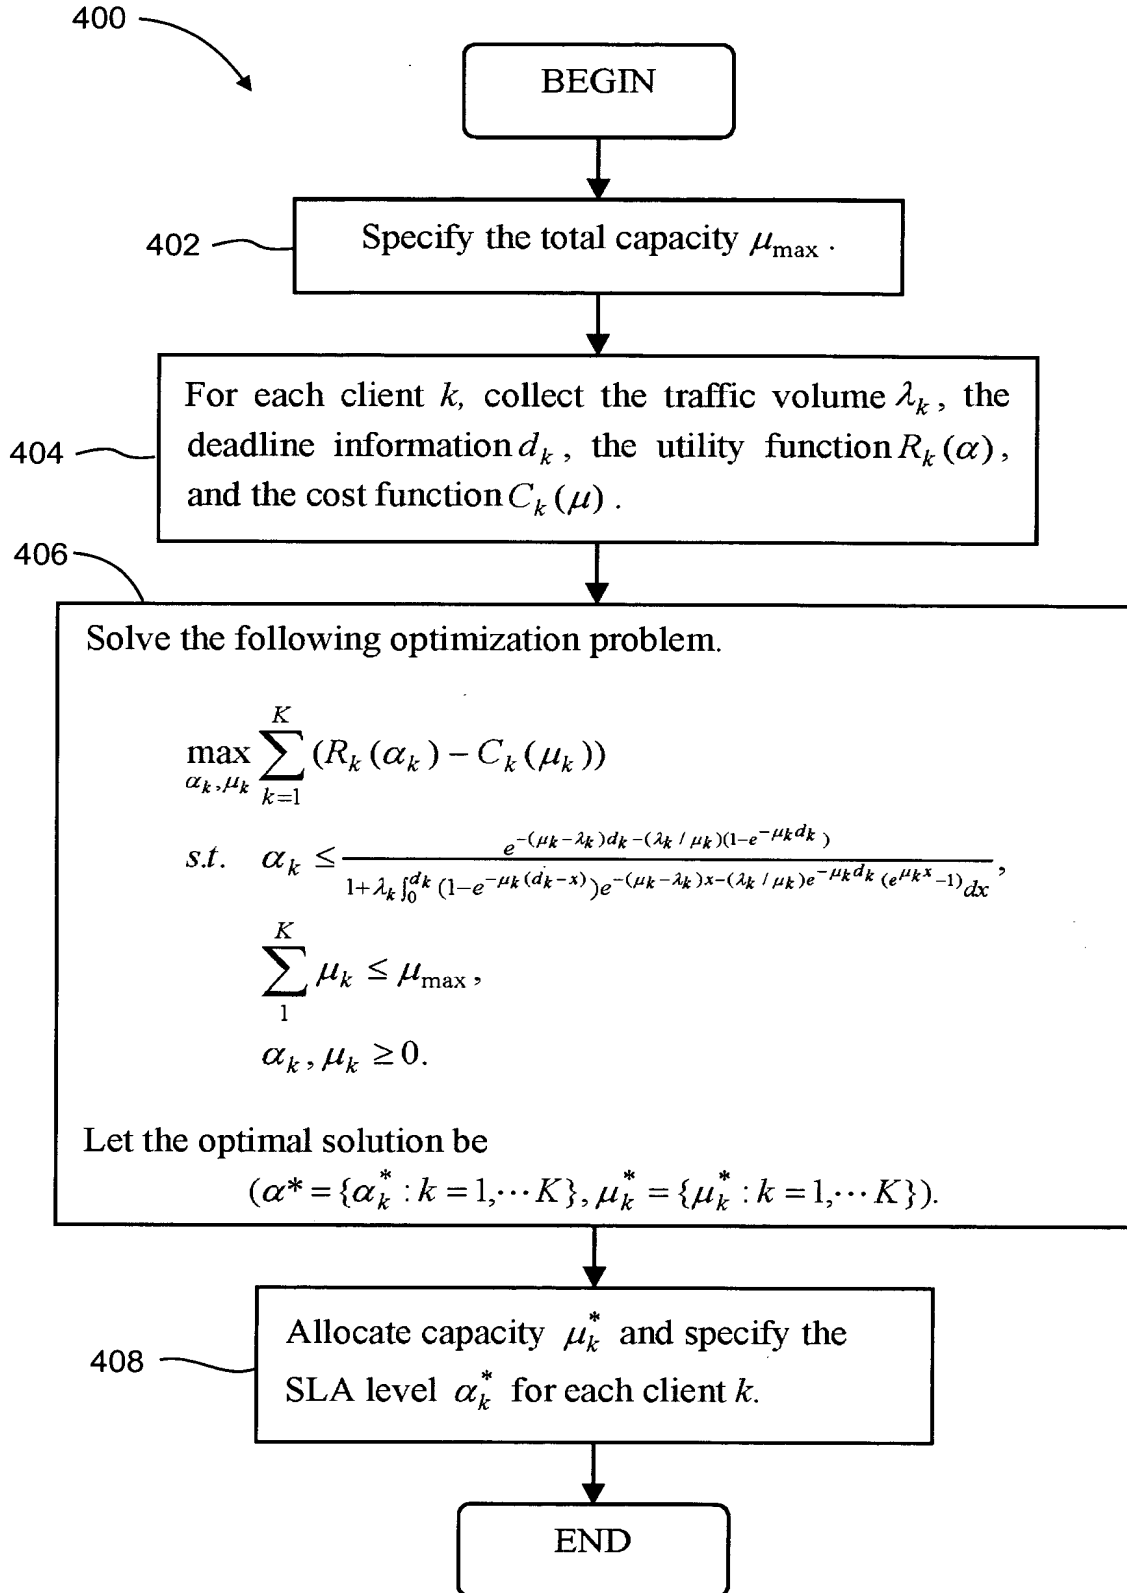 400
BEGIN
402
Specify the total capacity μ_max .
404
For each client k, collect the traffic volume λ_k , the
deadline information d_k , the utility function R_k(α) ,
and the cost function C_k(μ) .
406
Solve the following optimization problem.
max_{α_k,μ_k} ∑_{k=1}^{K} (R_k(α_k) − C_k(μ_k))
s.t. α_k ≤ \frac{e^{-(μ_k-λ_k)d_k-(λ_k/μ_k)(1-e^{-μ_k d_k})}}{1+λ_k ∫_0^{d_k} (1-e^{-μ_k(d_k-x)})e^{-(μ_k-λ_k)x-(λ_k/μ_k)e^{-μ_k d_k}(e^{μ_k x}-1)}dx},
∑_{1}^{K} μ_k ≤ μ_max ,
α_k , μ_k ≥ 0.
Let the optimal solution be
(α* = {α_k^* : k = 1,⋯ K}, μ_k^* = {μ_k^* : k = 1,⋯ K}).
408
Allocate capacity μ_k^* and specify the
SLA level α_k^* for each client k.
END